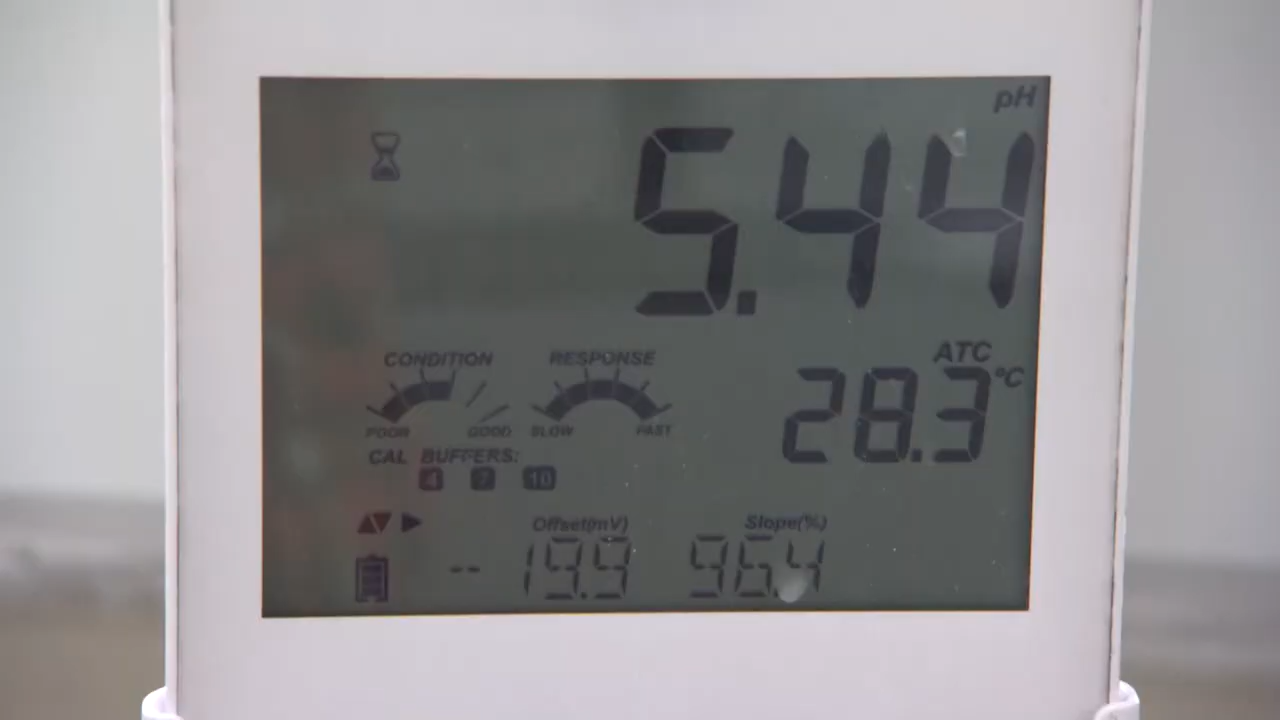 pH
5.44
CONDITION RESPONSE ATC
28.3 °C
POOR GOOD SLOW FAST
CAL BUFFERS:
4 7 10
Offset(mV) Slope(%)
-- 19.9 96.4